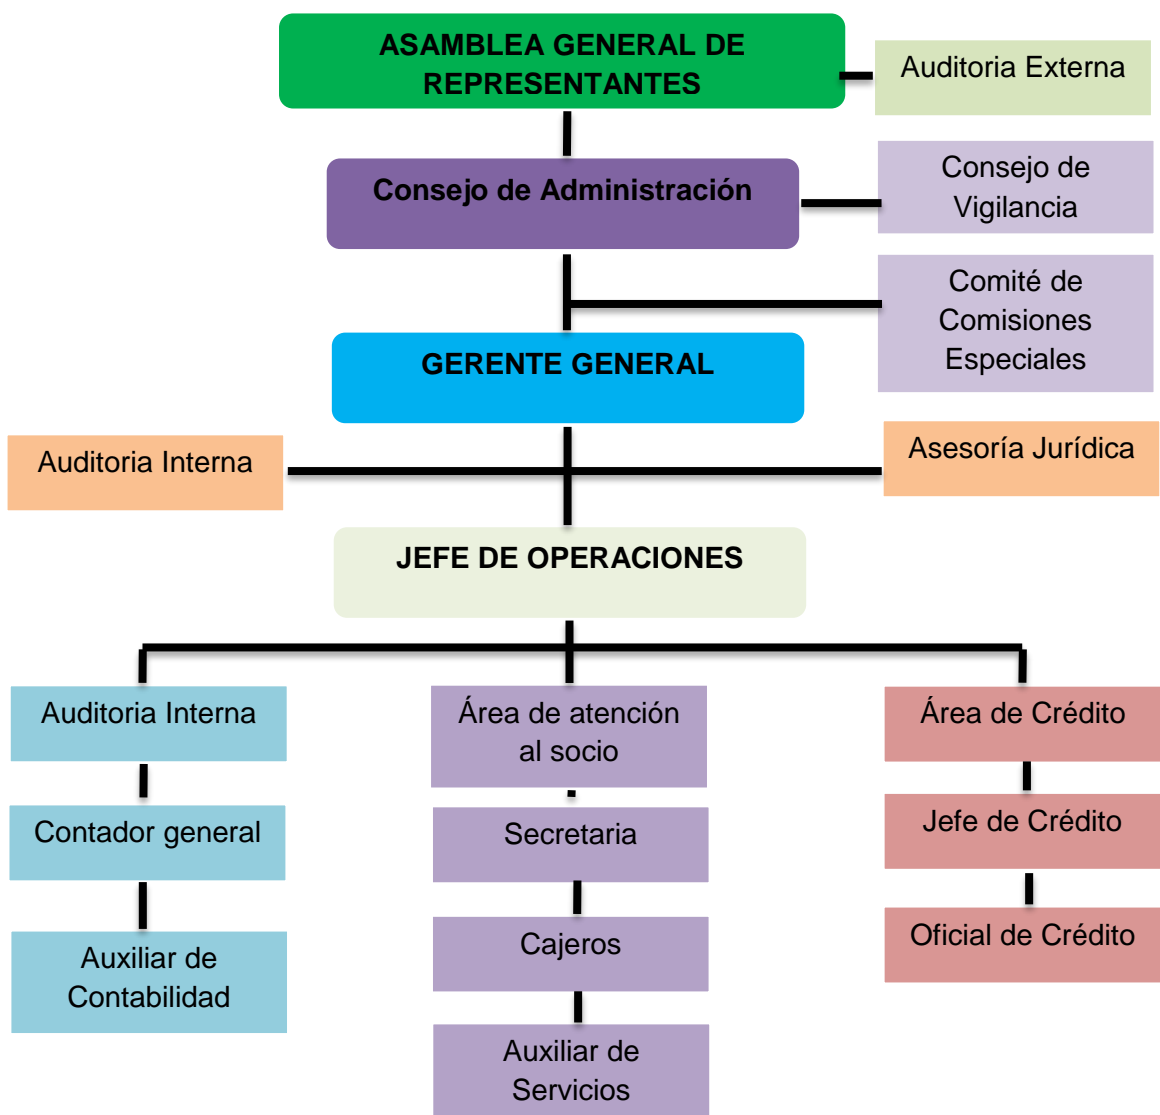 ASAMBLEA GENERAL DE
REPRESENTANTES
Auditoria Externa
Consejo de Administración
Consejo de
Vigilancia
Comité de
Comisiones
Especiales
GERENTE GENERAL
Auditoria Interna
Asesoría Jurídica
JEFE DE OPERACIONES
Auditoria Interna
Contador general
Auxiliar de
Contabilidad
Área de atención
al socio
Secretaria
Cajeros
Auxiliar de
Servicios
Área de Crédito
Jefe de Crédito
Oficial de Crédito